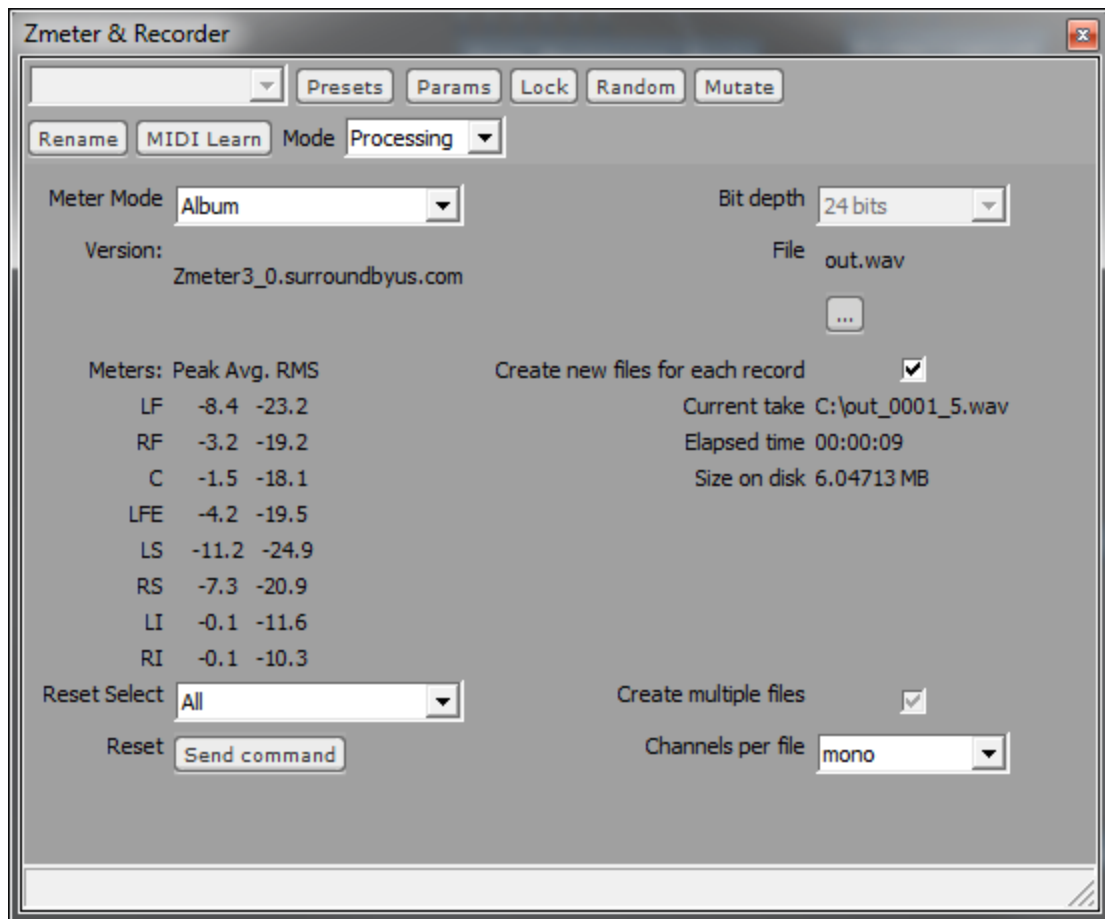 Zmeter & Recorder
Presets Params Lock Random Mutate
Rename MIDI Learn Mode Processing
Meter Mode Album Bit depth 24 bits
Version: Zmeter3_0.surroundbyus.com File out.wav
...
Meters: Peak Avg. RMS Create new files for each record
LF -8.4 -23.2 Current take C:\out_0001_5.wav
RF -3.2 -19.2 Elapsed time 00:00:09
C -1.5 -18.1 Size on disk 6.04713 MB
LFE -4.2 -19.5
LS -11.2 -24.9
RS -7.3 -20.9
LI -0.1 -11.6
RI -0.1 -10.3
Reset Select All Create multiple files
Reset Send command Channels per file mono